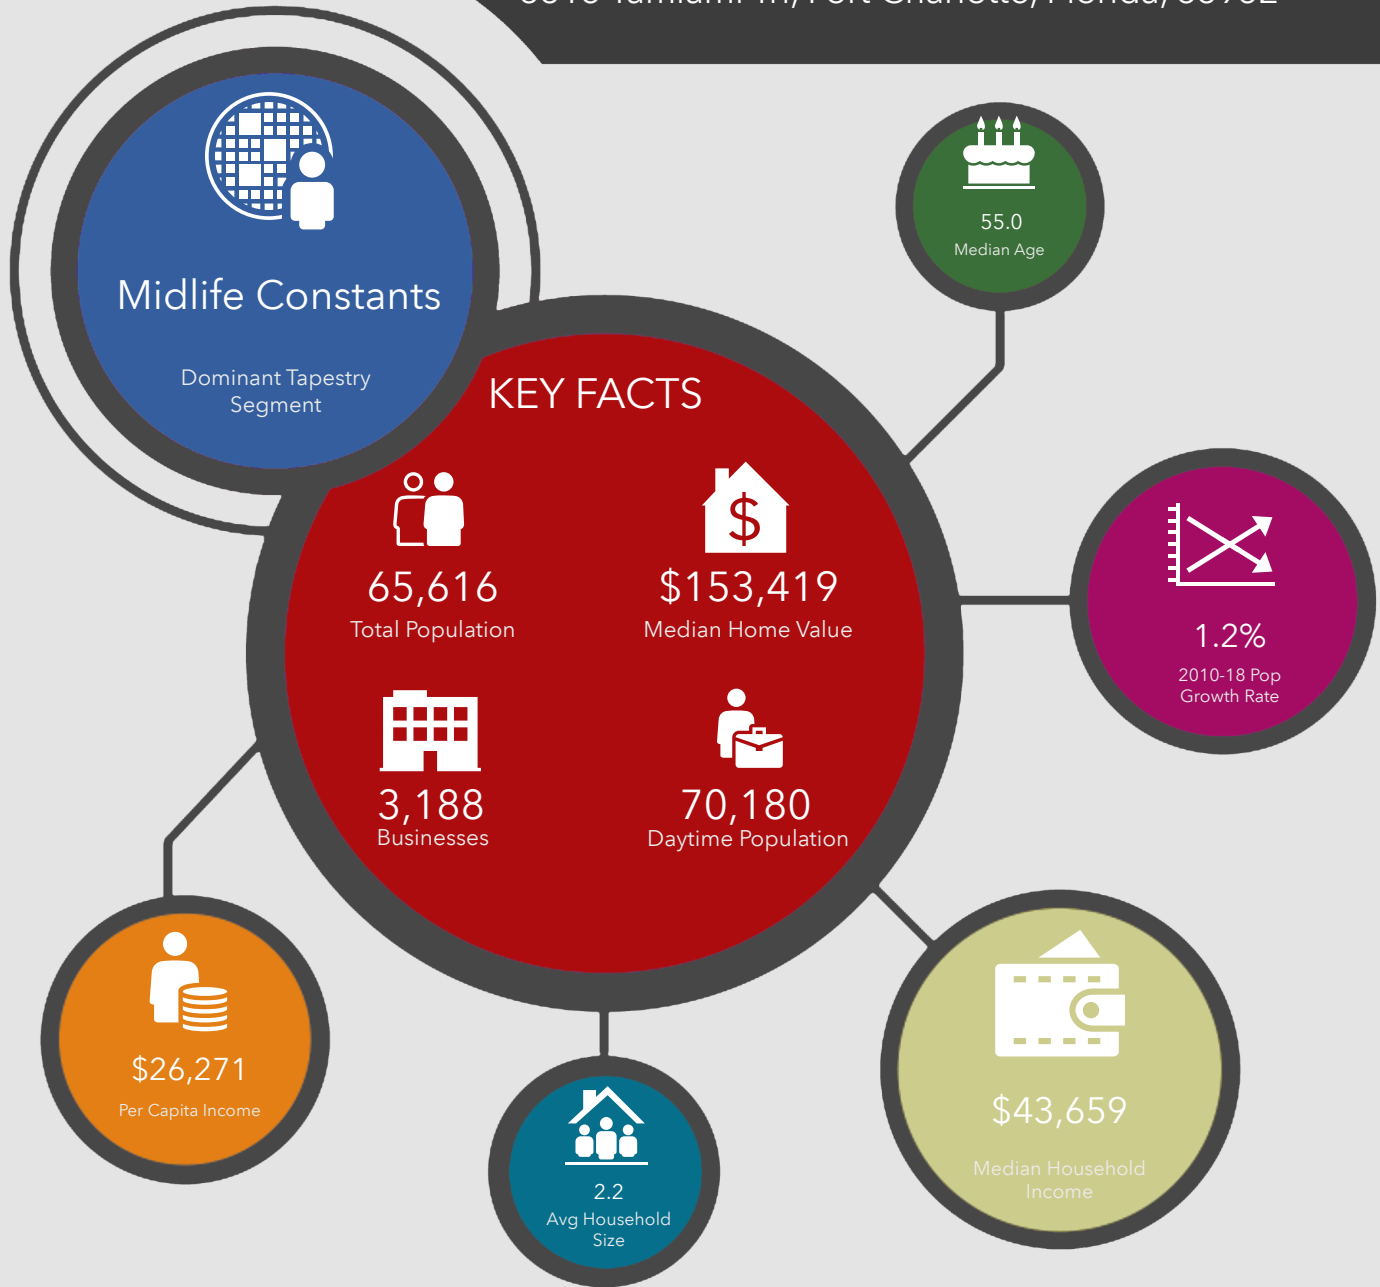 Midlife Constants
Dominant Tapestry
Segment
55.0
Median Age
KEY FACTS
65,616
Total Population
$153,419
Median Home Value
3,188
Businesses
70,180
Daytime Population
1.2%
2010-18 Pop
Growth Rate
$26,271
Per Capita Income
2.2
Avg Household
Size
$43,659
Median Household
Income